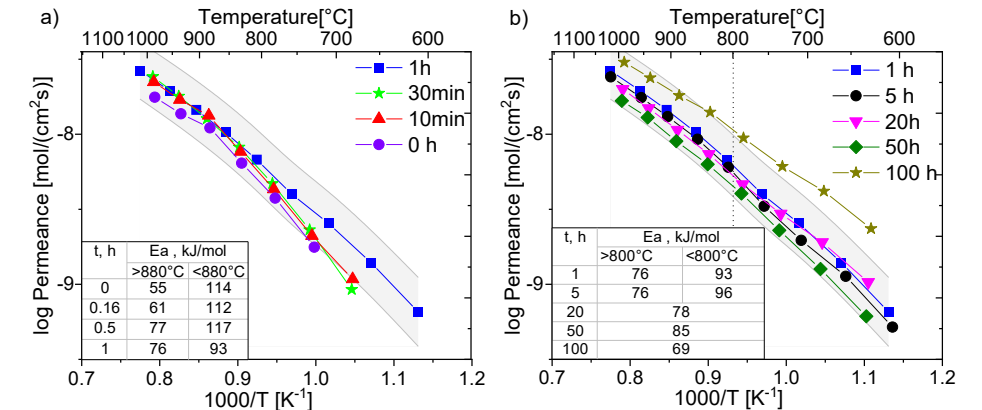 a)
Temperature[°C]
1100 1000 900 800 700 600
log Permeance [mol/(cm²s)]
-8
-9
1h
30min
10min
0 h
t, h Ea , kJ/mol
>880°C <880°C
0 55 114
0.16 61 112
0.5 77 117
1 76 93
0.7 0.8 0.9 1.0 1.1 1.2
1000/T [K⁻¹]
b)
Temperature[°C]
1100 1000 900 800 700 600
log Permeance [mol/(cm²s)]
-8
-9
1 h
5 h
20h
50h
100 h
t, h Ea , kJ/mol
>800°C <800°C
1 76 93
5 76 96
20 78
50 85
100 69
0.7 0.8 0.9 1.0 1.1 1.2
1000/T [K⁻¹]